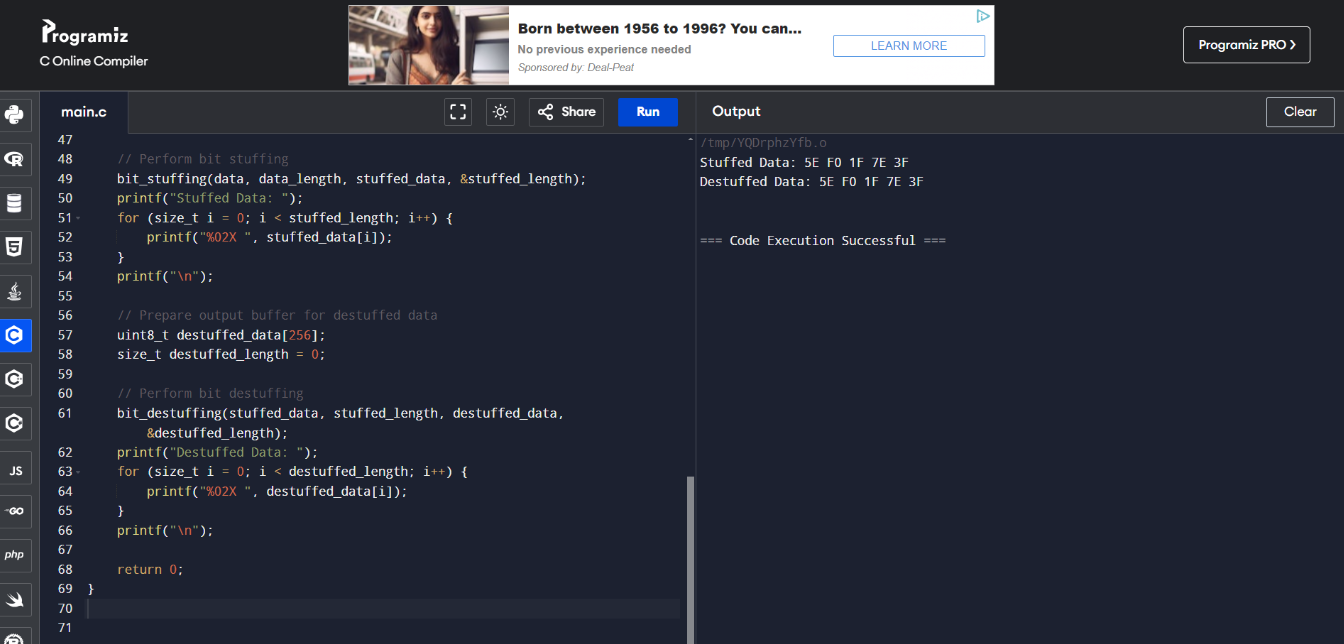 Programiz
C Online Compiler
Born between 1956 to 1996? You can...
No previous experience needed
Sponsored by: Deal-Peat
LEARN MORE
Programiz PRO
main.c
Share
Run
Output
Clear
47
48 // Perform bit stuffing
49 bit_stuffing(data, data_length, stuffed_data, &stuffed_length);
50 printf("Stuffed Data: ");
51 for (size_t i = 0; i < stuffed_length; i++) {
52 printf("%02X ", stuffed_data[i]);
53 }
54 printf("\n");
55
56 // Prepare output buffer for destuffed data
57 uint8_t destuffed_data[256];
58 size_t destuffed_length = 0;
59
60 // Perform bit destuffing
61 bit_destuffing(stuffed_data, stuffed_length, destuffed_data,
&destuffed_length);
62 printf("Destuffed Data: ");
63 for (size_t i = 0; i < destuffed_length; i++) {
64 printf("%02X ", destuffed_data[i]);
65 }
66 printf("\n");
67
68 return 0;
69 }
70
71
/tmp/YQDrphzYfb.o
Stuffed Data: 5E F0 1F 7E 3F
Destuffed Data: 5E F0 1F 7E 3F
=== Code Execution Successful ===
R
5
C
C
C
JS
GO
php